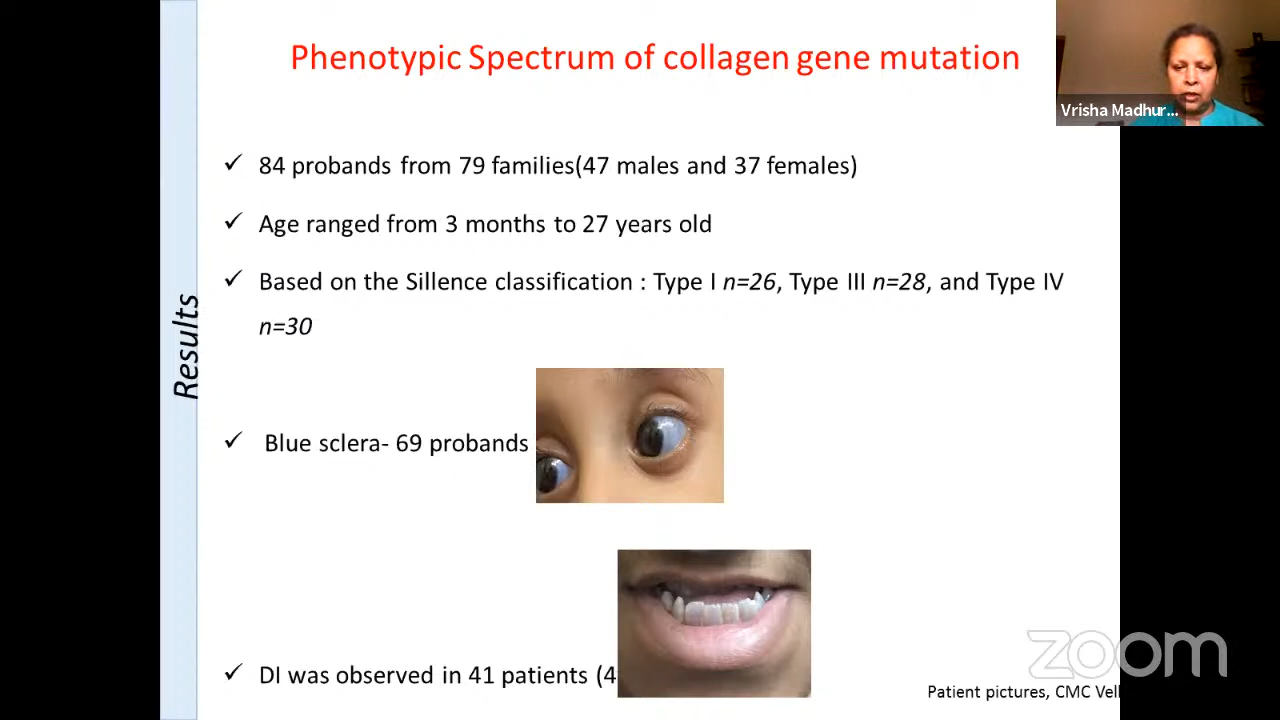 Phenotypic Spectrum of collagen gene mutation
Vrisha Madhur...
✓ 84 probands from 79 families(47 males and 37 females)
✓ Age ranged from 3 months to 27 years old
✓ Based on the Sillence classification : Type I n=26, Type III n=28, and Type IV
n=30
Results
✓ Blue sclera- 69 probands
✓ DI was observed in 41 patients (4
zoom
Patient pictures, CMC Vell